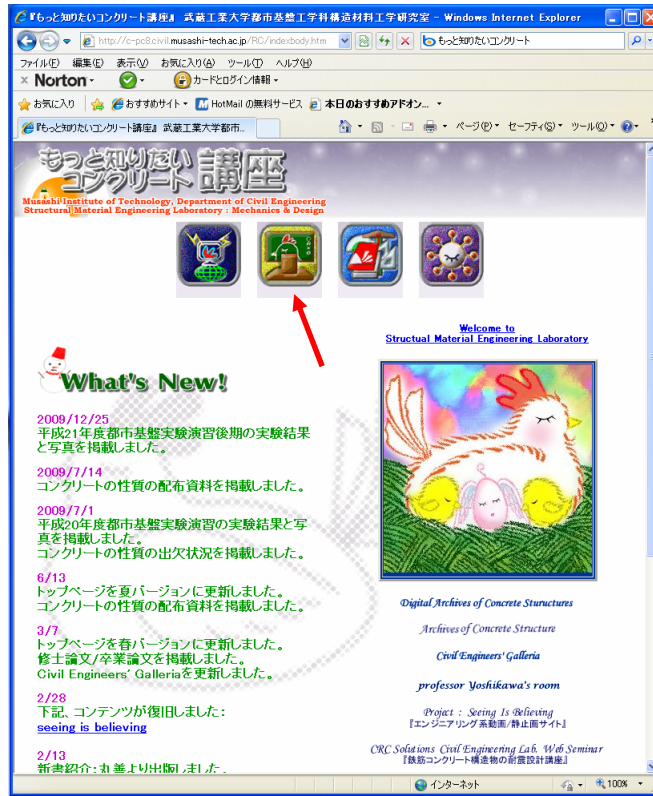 『もっと知りたいコンクリート講座』 武蔵工業大学都市基盤工学科構造材料工学研究室 - Windows Internet Explorer
http://c-pc8.civil.musashi-tech.ac.jp/RC/indexbody.htm
もっと知りたいコンクリート
ファイル(F) 編集(E) 表示(V) お気に入り(A) ツール(T) ヘルプ(H)
× Norton カードとログイン情報
お気に入り おすすめサイト HotMail の無料サービス 本日のおすすめアドオン...
『もっと知りたいコンクリート講座』 武蔵工業大学都市... ページ(P) セーフティ(S) ツール(O)
もっと知りたい
コンクリート 講座
Musashi Institute of Technology, Department of Civil Engineering
Structural Material Engineering Laboratory : Mechanics & Design
Welcome to
Structual Material Engineering Laboratory
What's New!
2009/12/25
平成21年度都市基盤実験演習後期の実験結果
と写真を掲載しました。
2009/7/14
コンクリートの性質の配布資料を掲載しました。
2009/7/1
平成20年度都市基盤実験演習の実験結果と写
真を掲載しました。
コンクリートの性質の出欠状況を掲載しました。
6/13
トップページを夏バージョンに更新しました。
コンクリートの性質の配布資料を掲載しました。
3/7
トップページを春バージョンに更新しました。
修士論文/卒業論文を掲載しました。
Civil Engineers' Galleriaを更新しました。
2/28
下記、コンテンツが復旧しました:
seeing is believing
2/13
新書紹介:丸善より出版しました。
Digital Archives of Concrete Stuructures
Archives of Concrete Structure
Civil Engineers' Galleria
professor Yoshikawa's room
Project : Seeing Is Believing
『エンジニアリング系動画/静止画サイト』
CRC Solutions Civil Engineering Lab. Web Seminar
『鉄筋コンクリート構造物の耐震設計講座』
インターネット 100%